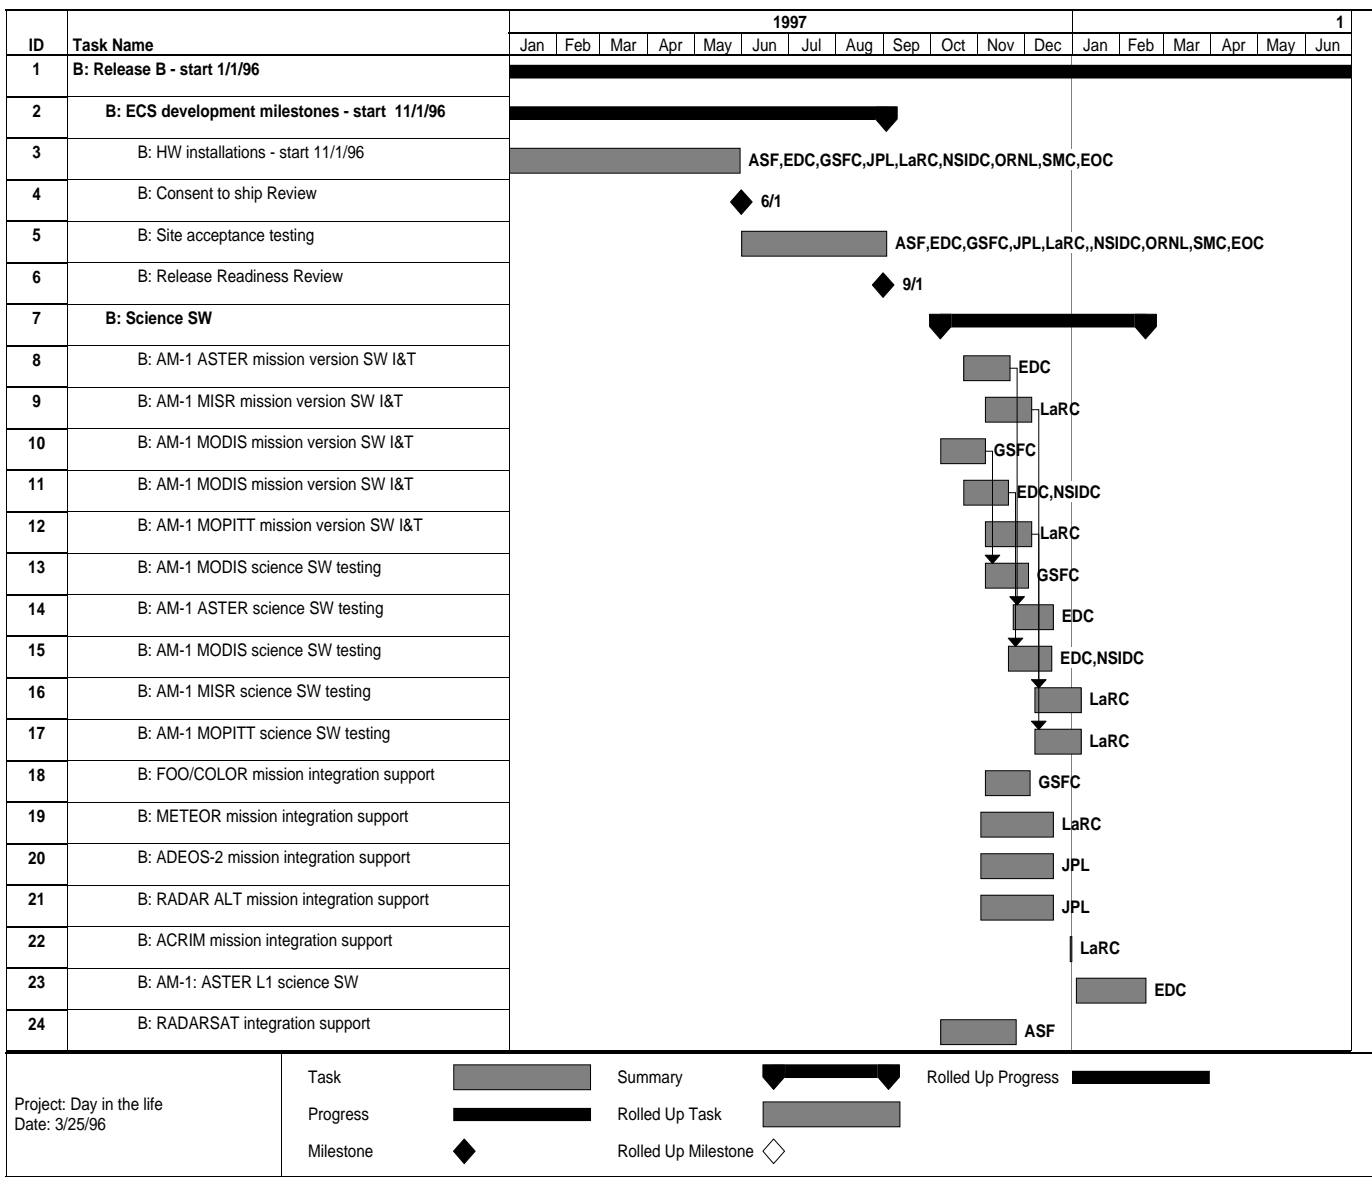 1997 1
ID Task Name Jan Feb Mar Apr May Jun Jul Aug Sep Oct Nov Dec Jan Feb Mar Apr May Jun
1 B: Release B - start 1/1/96
2 B: ECS development milestones - start 11/1/96
3 B: HW installations - start 11/1/96 ASF,EDC,GSFC,JPL,LaRC,NSIDC,ORNL,SMC,EOC
4 B: Consent to ship Review 6/1
5 B: Site acceptance testing ASF,EDC,GSFC,JPL,LaRC,,NSIDC,ORNL,SMC,EOC
6 B: Release Readiness Review 9/1
7 B: Science SW
8 B: AM-1 ASTER mission version SW I&T EDC
9 B: AM-1 MISR mission version SW I&T LaRC
10 B: AM-1 MODIS mission version SW I&T GSFC
11 B: AM-1 MODIS mission version SW I&T EDC,NSIDC
12 B: AM-1 MOPITT mission version SW I&T LaRC
13 B: AM-1 MODIS science SW testing GSFC
14 B: AM-1 ASTER science SW testing EDC
15 B: AM-1 MODIS science SW testing EDC,NSIDC
16 B: AM-1 MISR science SW testing LaRC
17 B: AM-1 MOPITT science SW testing LaRC
18 B: FOO/COLOR mission integration support GSFC
19 B: METEOR mission integration support LaRC
20 B: ADEOS-2 mission integration support JPL
21 B: RADAR ALT mission integration support JPL
22 B: ACRIM mission integration support LaRC
23 B: AM-1: ASTER L1 science SW EDC
24 B: RADARSAT integration support ASF
Project: Day in the life
Date: 3/25/96
Task Summary Rolled Up Progress
Progress Rolled Up Task
Milestone Rolled Up Milestone